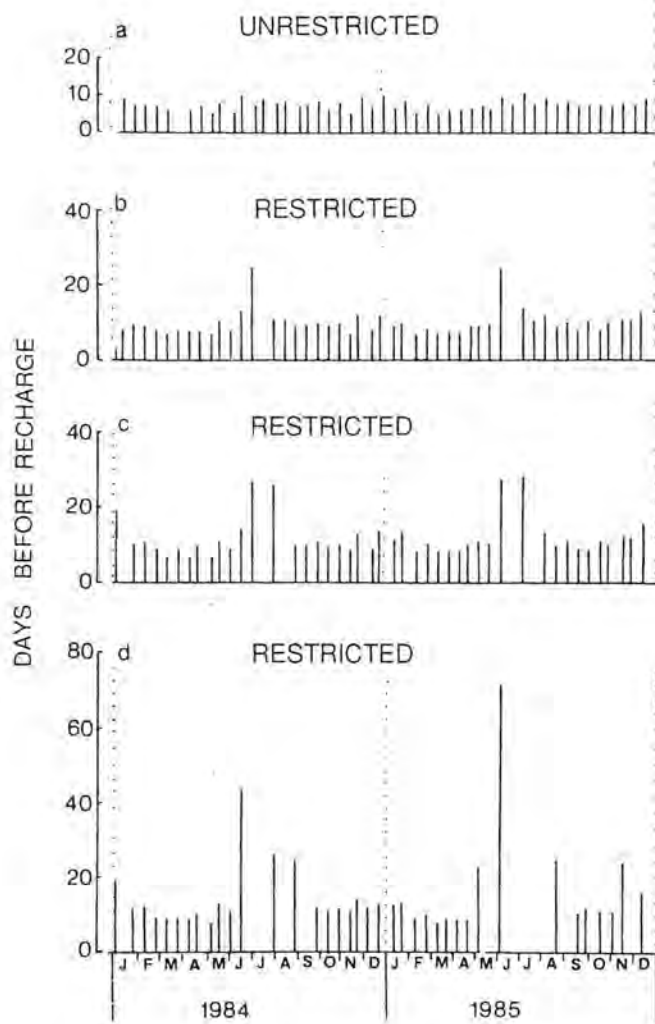 a UNRESTRICTED
20
10
0
b RESTRICTED
40
20
0
c RESTRICTED
40
20
0
d RESTRICTED
80
60
40
20
0
DAYS BEFORE RECHARGE
J F M A M J J A S O N D J F M A M J J A S O N D
1984 1985